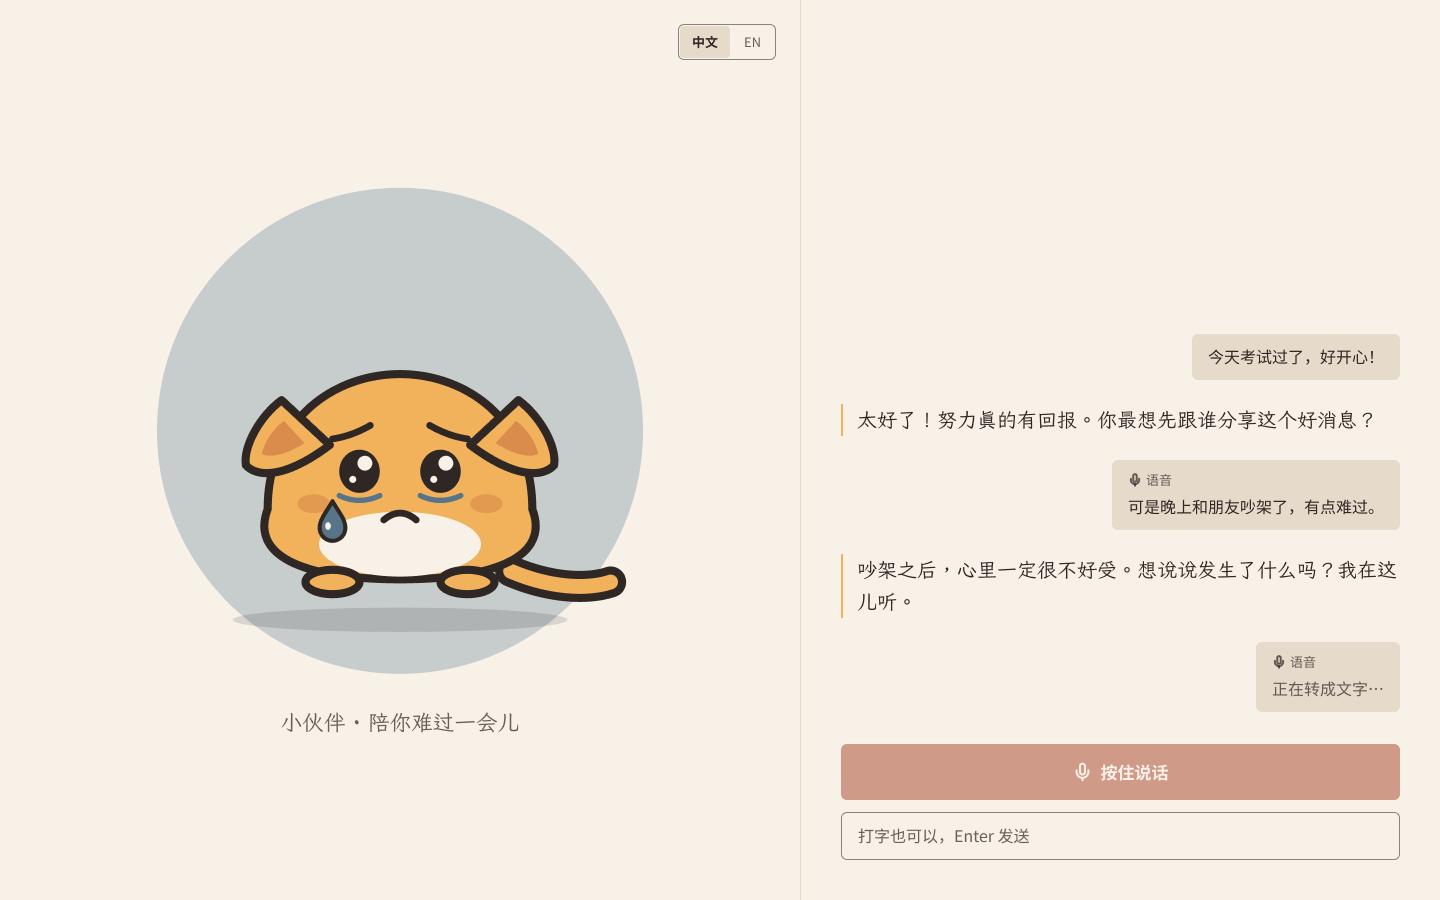 中文
EN
小伙伴·陪你难过一会儿
今天考试过了，好开心！
太好了！努力真的有回报。你最想先跟谁分享这个好消息？
语音
可是晚上和朋友吵架了，有点难过。
吵架之后，心里一定很不好受。想说说发生了什么吗？我在这
儿听。
语音
正在转成文字…
按住说话
打字也可以，Enter 发送